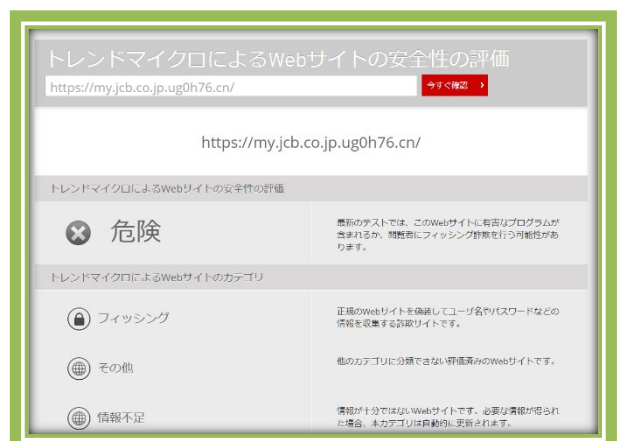 トレンドマイクロによるWebサイトの安全性の評価
https://my.jcb.co.jp.ug0h76.cn/
今すぐ確認 ›
https://my.jcb.co.jp.ug0h76.cn/
トレンドマイクロによるWebサイトの安全性の評価
危険
最新のテストでは、このWebサイトに有害なプログラムが
含まれるか、閲覧者にフィッシング詐欺を行う可能性があ
ります。
トレンドマイクロによるWebサイトのカテゴリ
フィッシング
正規のWebサイトを偽装してユーザ名やパスワードなどの
情報を収集する詐欺サイトです。
その他
他のカテゴリに分類できない評価済みのWebサイトです。
情報不足
情報が十分ではないWebサイトです。必要な情報が得られ
た場合、本カテゴリは自動的に更新されます。